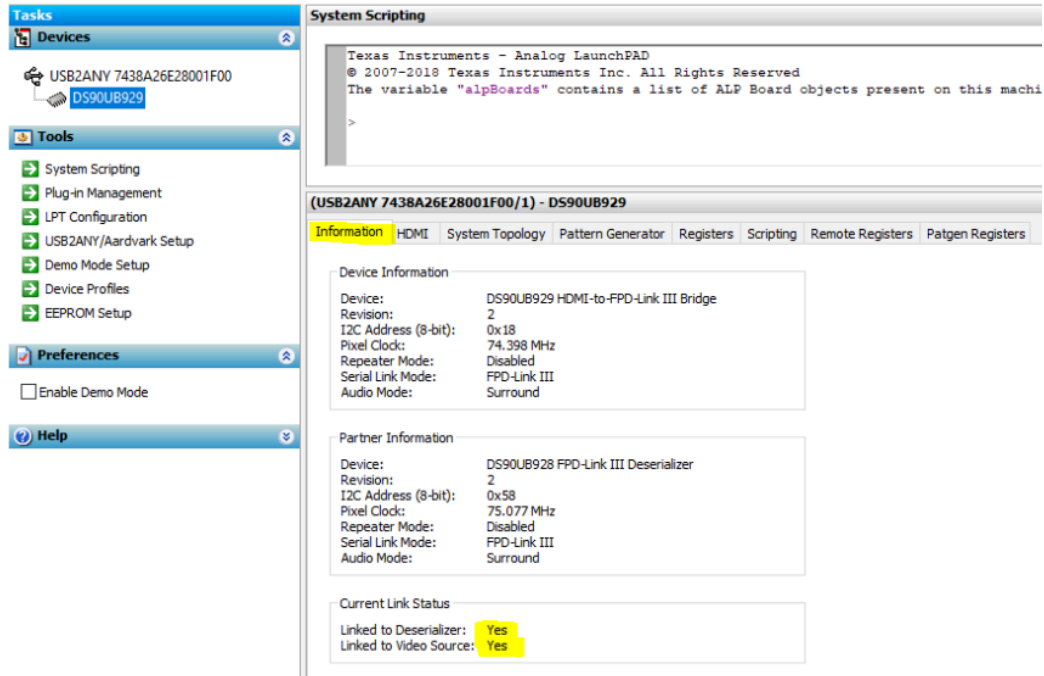 Tasks
Devices
USB2ANY 7438A26E28001F00
DS90UB929
Tools
System Scripting
Plug-in Management
LPT Configuration
USB2ANY/Aardvark Setup
Demo Mode Setup
Device Profiles
EEPROM Setup
Preferences
Enable Demo Mode
Help
System Scripting
Texas Instruments - Analog LaunchPAD
© 2007-2018 Texas Instruments Inc. All Rights Reserved
The variable "alpBoards" contains a list of ALP Board objects present on this machi
>
(USB2ANY 7438A26E28001F00/1) - DS90UB929
Information HDMI System Topology Pattern Generator Registers Scripting Remote Registers Patgen Registers
Device Information
Device: DS90UB929 HDMI-to-FPD-Link III Bridge
Revision: 2
I2C Address (8-bit): 0x18
Pixel Clock: 74.398 MHz
Repeater Mode: Disabled
Serial Link Mode: FPD-Link III
Audio Mode: Surround
Partner Information
Device: DS90UB928 FPD-Link III Deserializer
Revision: 2
I2C Address (8-bit): 0x58
Pixel Clock: 75.077 MHz
Repeater Mode: Disabled
Serial Link Mode: FPD-Link III
Audio Mode: Surround
Current Link Status
Linked to Deserializer: Yes
Linked to Video Source: Yes